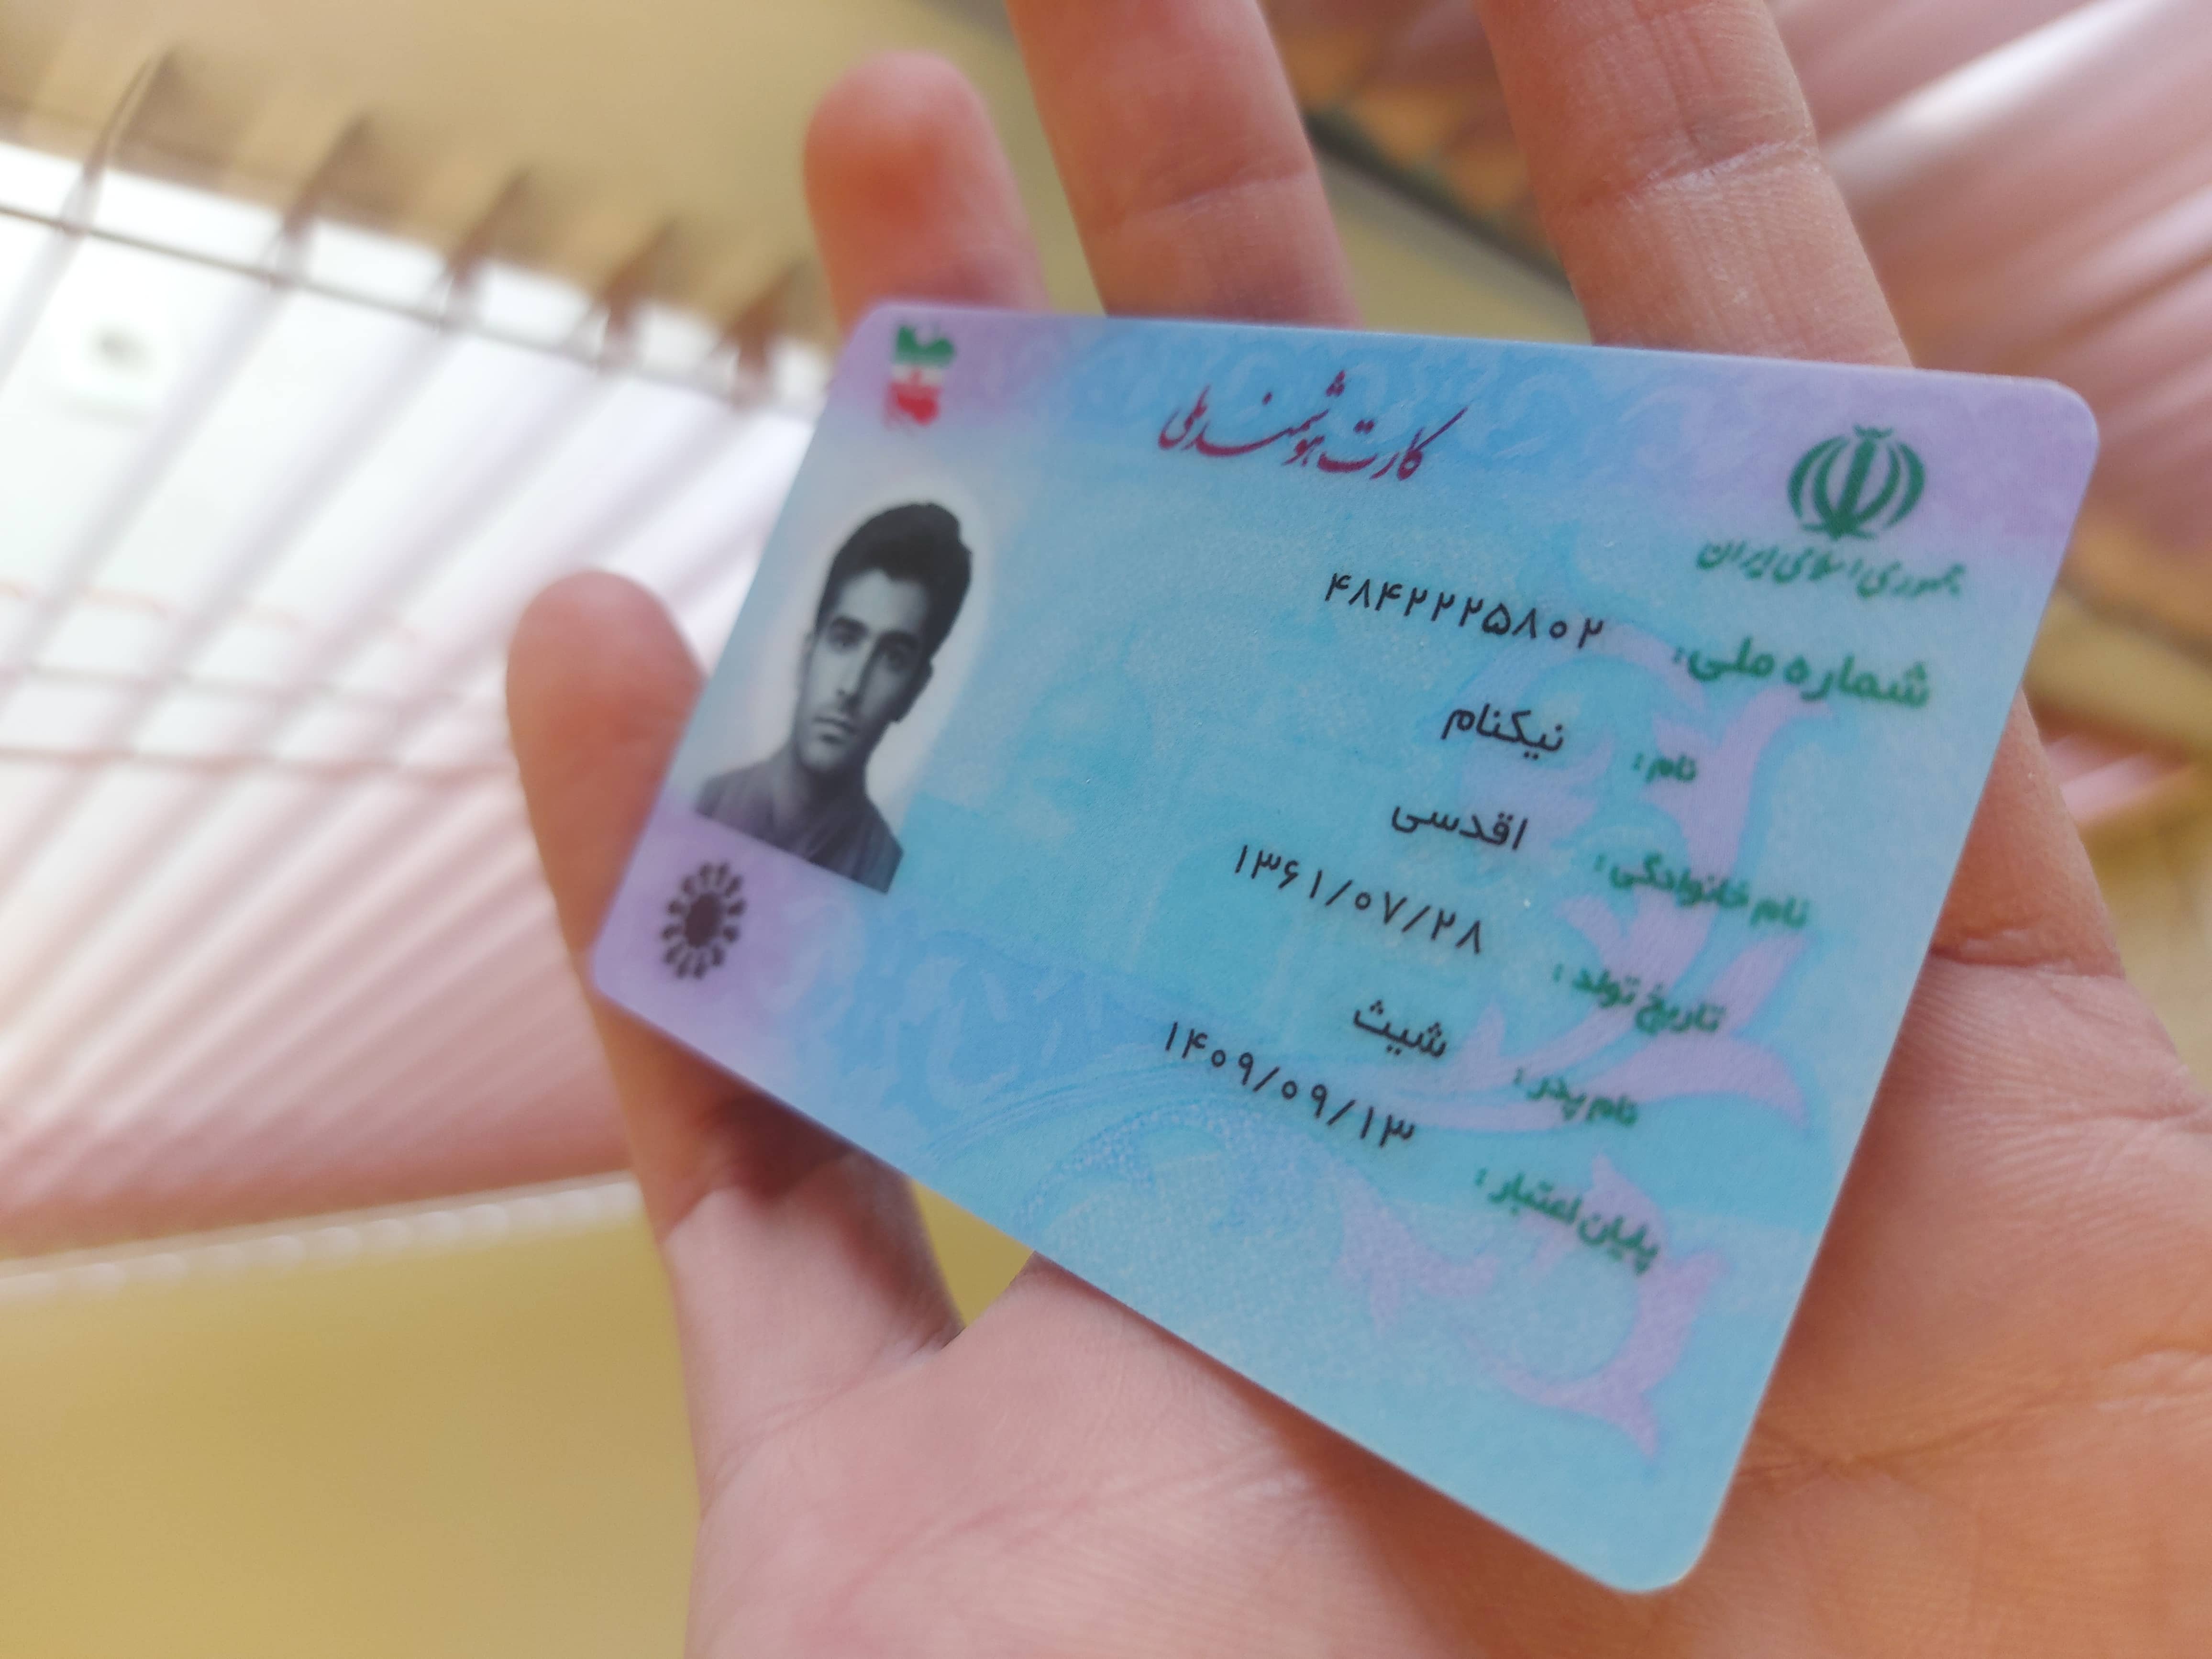 کارت هوشمند ملی
جمهوری اسلامی ایران
شماره ملی: ۴۸۴۲۲۲۵۸۰۲
نام: نیکنام
نام خانوادگی: اقدسی
تاریخ تولد: ۱۳۶۱/۰۷/۲۸
نام پدر: شیث
پایان اعتبار: ۱۴۰۹/۰۹/۱۳